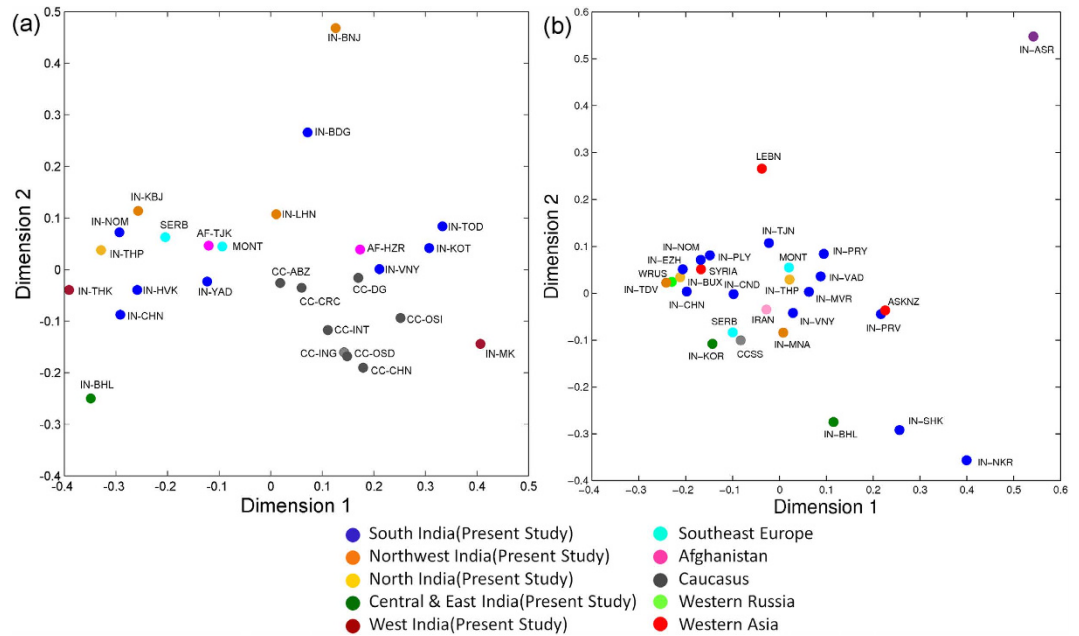 (a)
0.5
0.4
0.3
0.2
0.1
0
-0.1
-0.2
-0.3
-0.4
Dimension 2
IN-BNJ
IN-BDG
IN-KBJ
IN-LHN
IN-NOM
SERB
IN-TOD
IN-THP
AF-TJK
MONT
AF-HZR
IN-KOT
IN-VNY
CC-ABZ
CC-DG
IN-THK
IN-HVK
IN-YAD
CC-CRC
IN-CHN
CC-INT
CC-OSI
CC-ING
CC-OSD
IN-MK
CC-CHN
IN-BHL
-0.4 -0.3 -0.2 -0.1 0 0.1 0.2 0.3 0.4 0.5
Dimension 1
(b)
0.6
0.5
0.4
0.3
0.2
0.1
0
−0.1
−0.2
−0.3
−0.4
Dimension 2
IN−ASR
LEBN
IN−TJN
IN−NOM
IN−PLY
IN−PRY
IN−EZH
MONT
SYRIA
WRUS
IN−VAD
IN−TDV
IN−BUX
IN−CND
IN−THP
IN−CHN
IN−MVR
ASKNZ
IRAN
IN−VNY
IN−PRV
SERB
IN−KOR
CCSS
IN−MNA
IN−BHL
IN−SHK
IN−NKR
−0.4 −0.3 −0.2 −0.1 0 0.1 0.2 0.3 0.4 0.5 0.6
Dimension 1
South India(Present Study)
Northwest India(Present Study)
North India(Present Study)
Central & East India(Present Study)
West India(Present Study)
Southeast Europe
Afghanistan
Caucasus
Western Russia
Western Asia